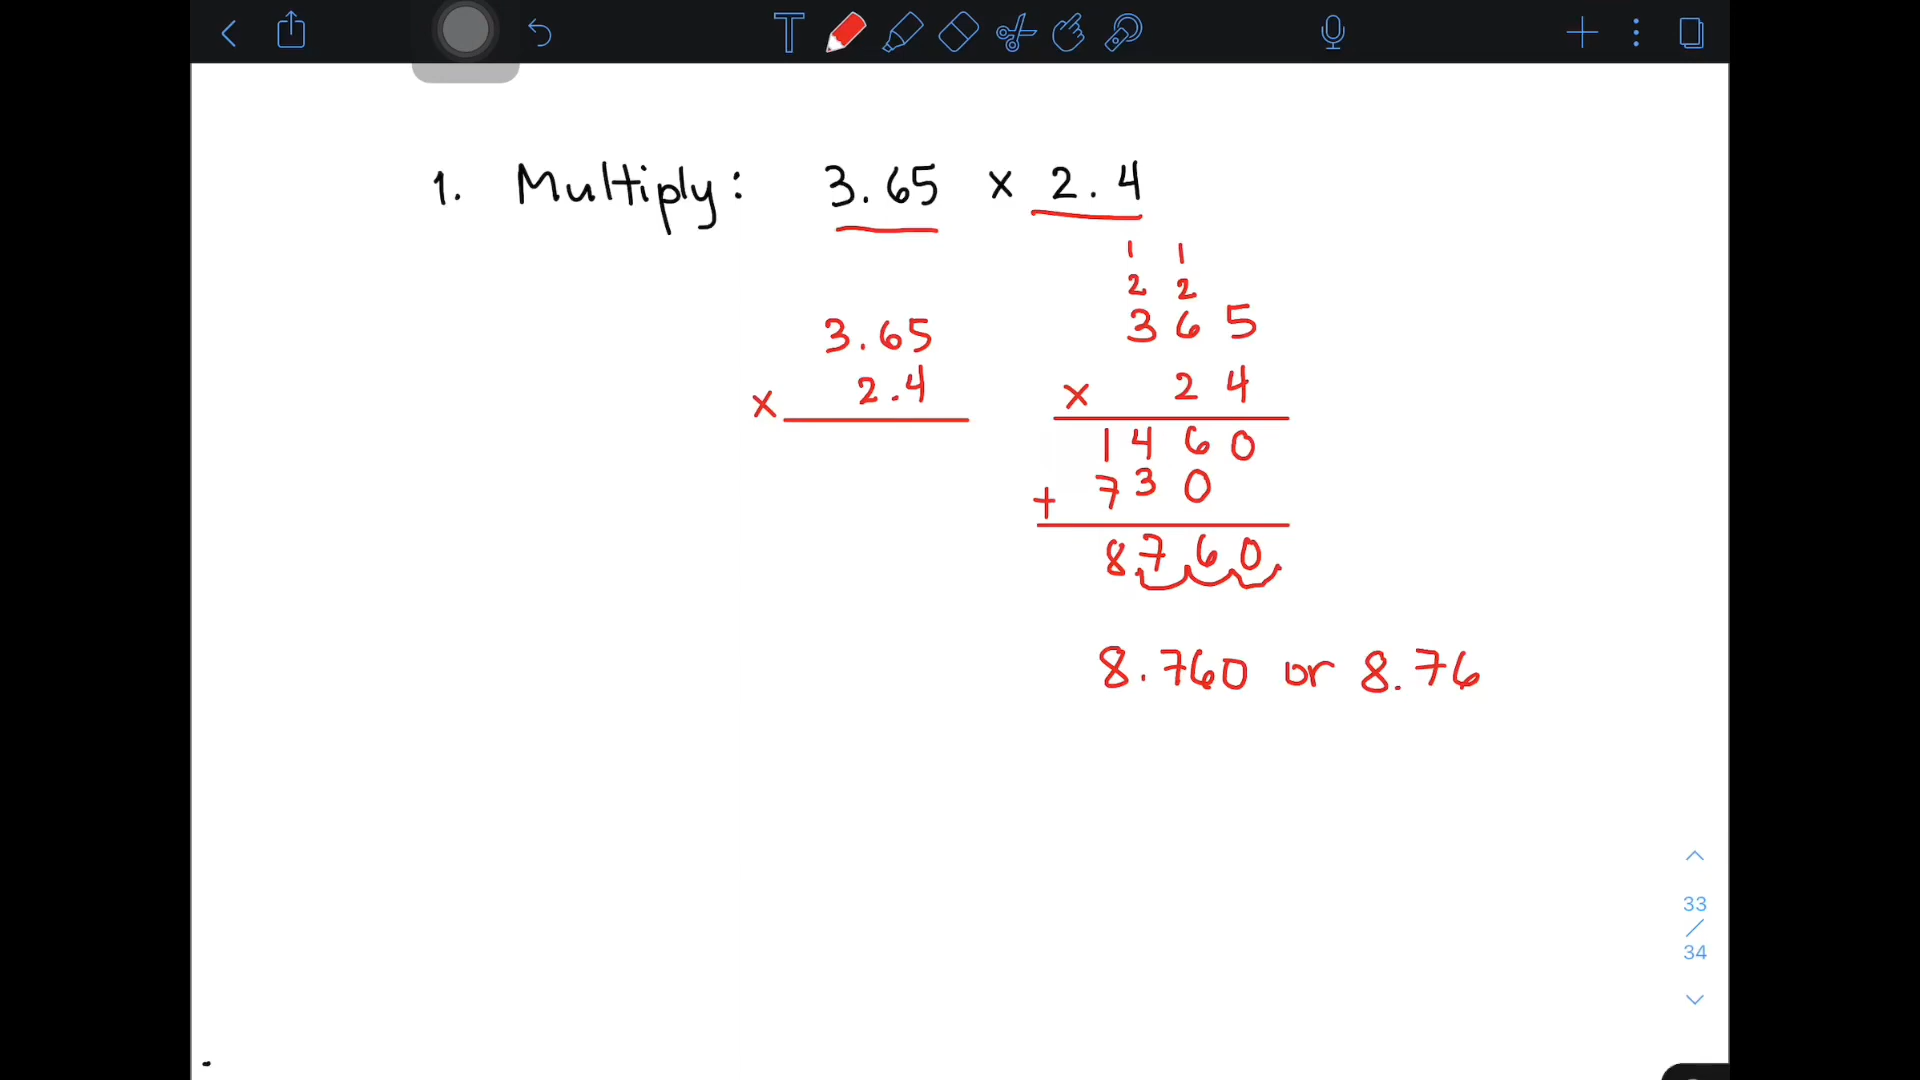 1. Multiply: 3.65 x 2.4
1 1
2 2
3.65
x 2.4
3 6 5
x 2 4
1 4 6 0
+ 7 3 0
8 7 6 0
8.760 or 8.76
33
/
34